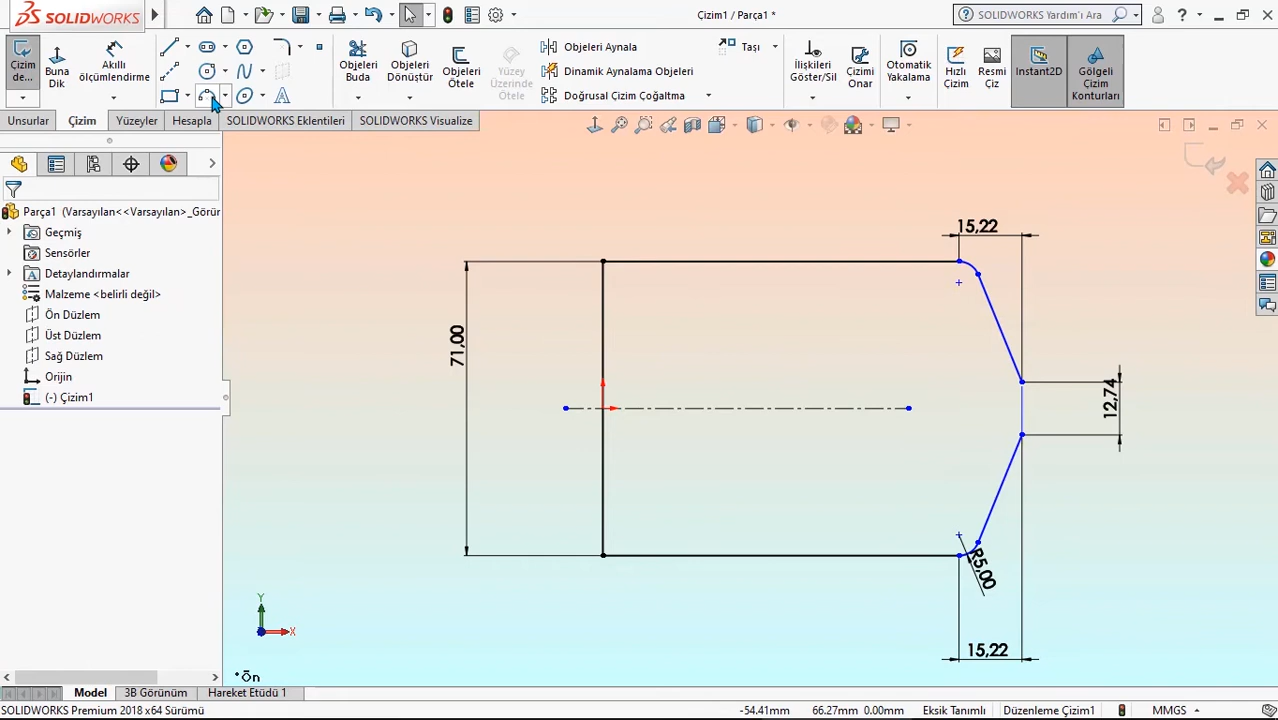 SOLIDWORKS
Çizim1 / Parça1 *
SOLIDWORKS Yardım'ı Ara
Çizim de...
Buna Dik
Akıllı ölçümlendirme
Objeleri Buda
Objeleri Dönüştür
Objeleri Ötele
Yüzey Üzerinde Ötele
Objeleri Aynala
Taşı
Dinamik Aynalama Objeleri
Doğrusal Çizim Çoğaltma
İlişkileri Göster/Sil
Çizimi Onar
Otomatik Yakalama
Hızlı Çizim
Resmi Çiz
Instant2D
Gölgeli Çizim Konturları
Unsurlar
Çizim
Yüzeyler
Hesapla
SOLIDWORKS Eklentileri
SOLIDWORKS Visualize
Parça1 (Varsayılan<<Varsayılan>_Görür
Geçmiş
Sensörler
Detaylandırmalar
Malzeme <belirli değil>
Ön Düzlem
Üst Düzlem
Sağ Düzlem
Orijin
(-) Çizim1
15,22
71,00
12,74
R5,00
15,22
Y
X
*Ön
Model
3B Görünüm
Hareket Etüdü 1
SOLIDWORKS Premium 2018 x64 Sürümü
-54.41mm
66.27mm 0.00mm
Eksik Tanımlı
Düzenleme Çizim1
MMGS